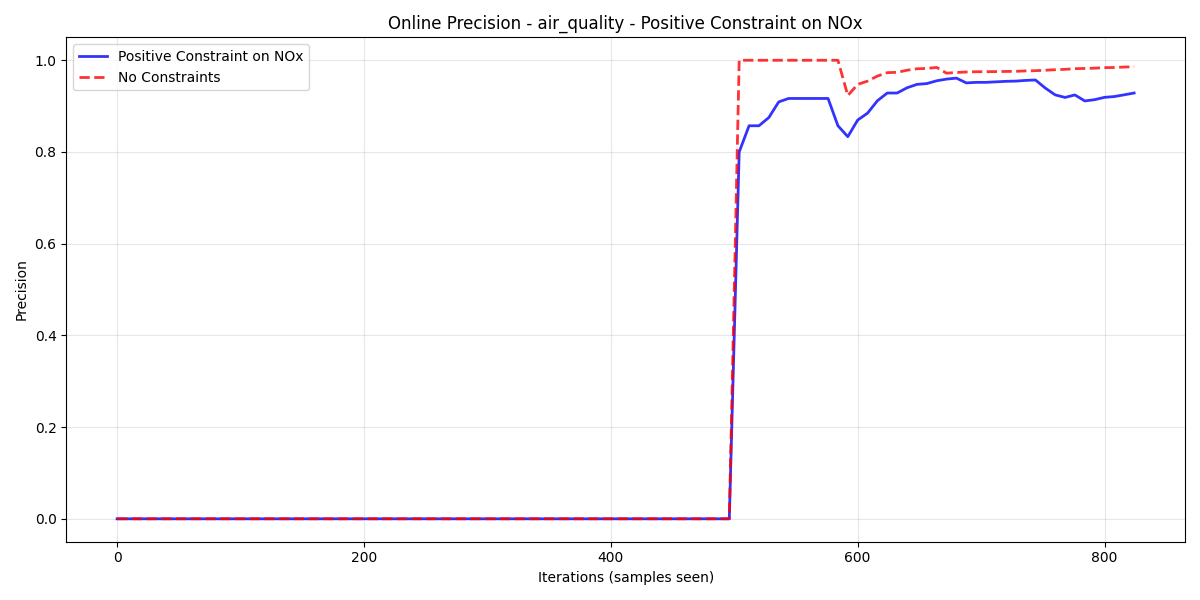 Online Precision - air_quality - Positive Constraint on NOx
Positive Constraint on NOx
No Constraints
Precision
1.0
0.8
0.6
0.4
0.2
0.0
0 200 400 600 800
Iterations (samples seen)